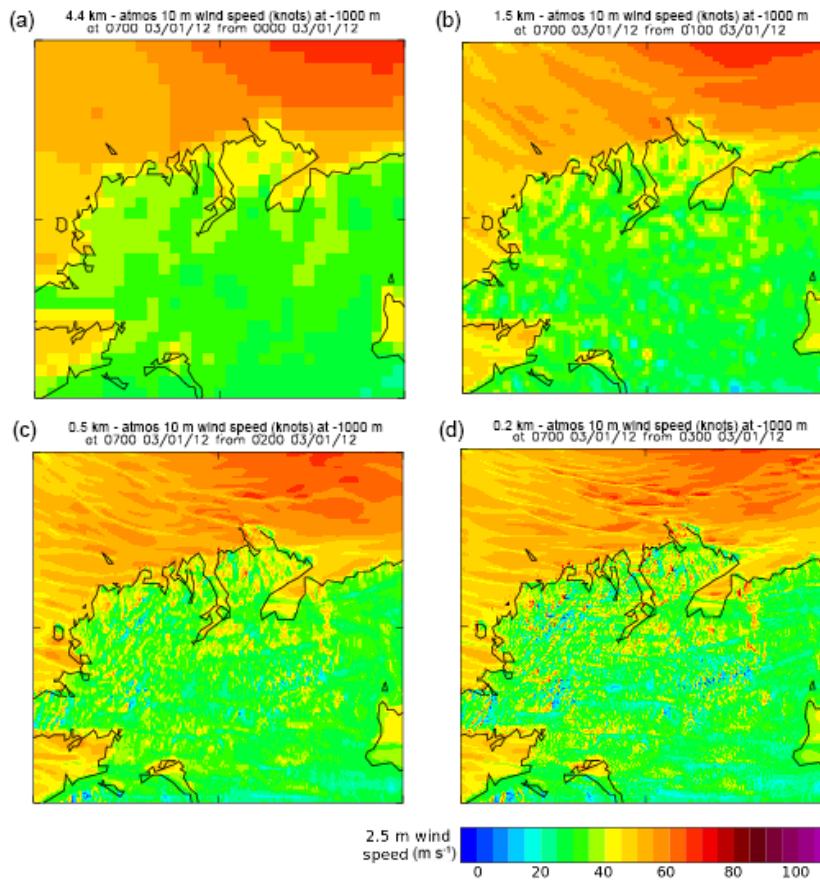 (a)
4.4 km - atmos 10 m wind speed (knots) at -1000 m
at 0700 03/01/12 from 0000 03/01/12
(b)
1.5 km - atmos 10 m wind speed (knots) at -1000 m
at 0700 03/01/12 from 0100 03/01/12
(c)
0.5 km - atmos 10 m wind speed (knots) at -1000 m
at 0700 03/01/12 from 0200 03/01/12
(d)
0.2 km - atmos 10 m wind speed (knots) at -1000 m
at 0700 03/01/12 from 0300 03/01/12
2.5 m wind
speed (m s⁻¹)
0 20 40 60 80 100